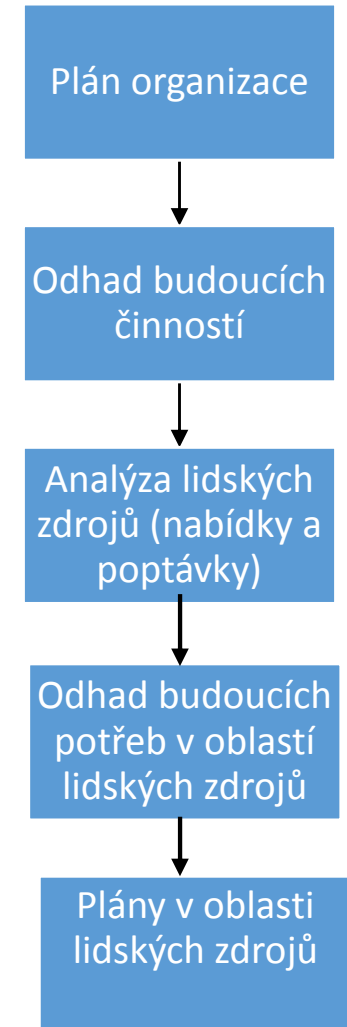 Plán organizace
Odhad budoucích
činností
Analýza lidských
zdrojů (nabídky a
poptávky)
Odhad budoucích
potřeb v oblastí
lidských zdrojů
Plány v oblasti
lidských zdrojů